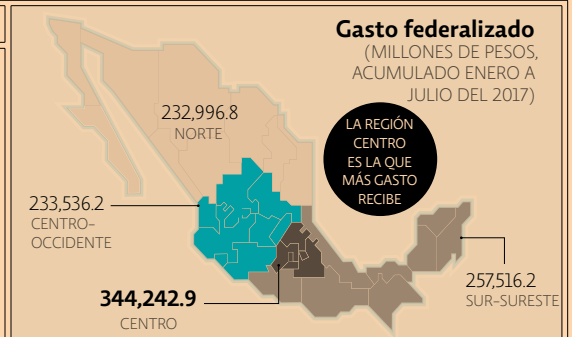 Gasto federalizado
(MILLONES DE PESOS,
ACUMULADO ENERO A
JULIO DEL 2017)
LA REGIÓN
CENTRO
ES LA QUE
MÁS GASTO
RECIBE
232,996.8
NORTE
233,536.2
CENTRO-
OCCIDENTE
344,242.9
CENTRO
257,516.2
SUR-SURESTE